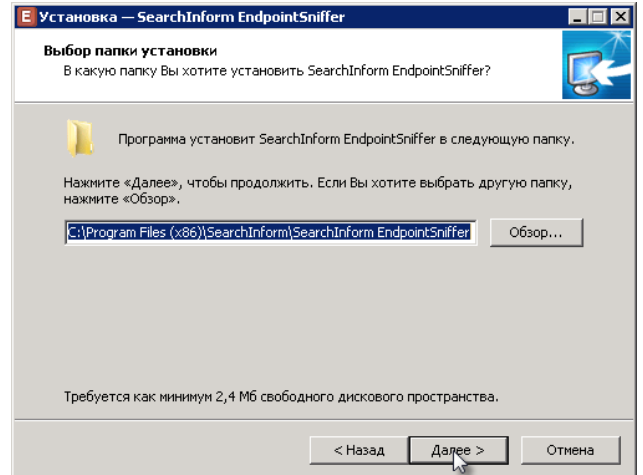 E Установка — SearchInform EndpointSniffer
Выбор папки установки
В какую папку Вы хотите установить SearchInform EndpointSniffer?
Программа установит SearchInform EndpointSniffer в следующую папку.
Нажмите «Далее», чтобы продолжить. Если Вы хотите выбрать другую папку,
нажмите «Обзор».
C:\Program Files (x86)\SearchInform\SearchInform EndpointSniffer
Обзор...
Требуется как минимум 2,4 Мб свободного дискового пространства.
< Назад
Далее >
Отмена